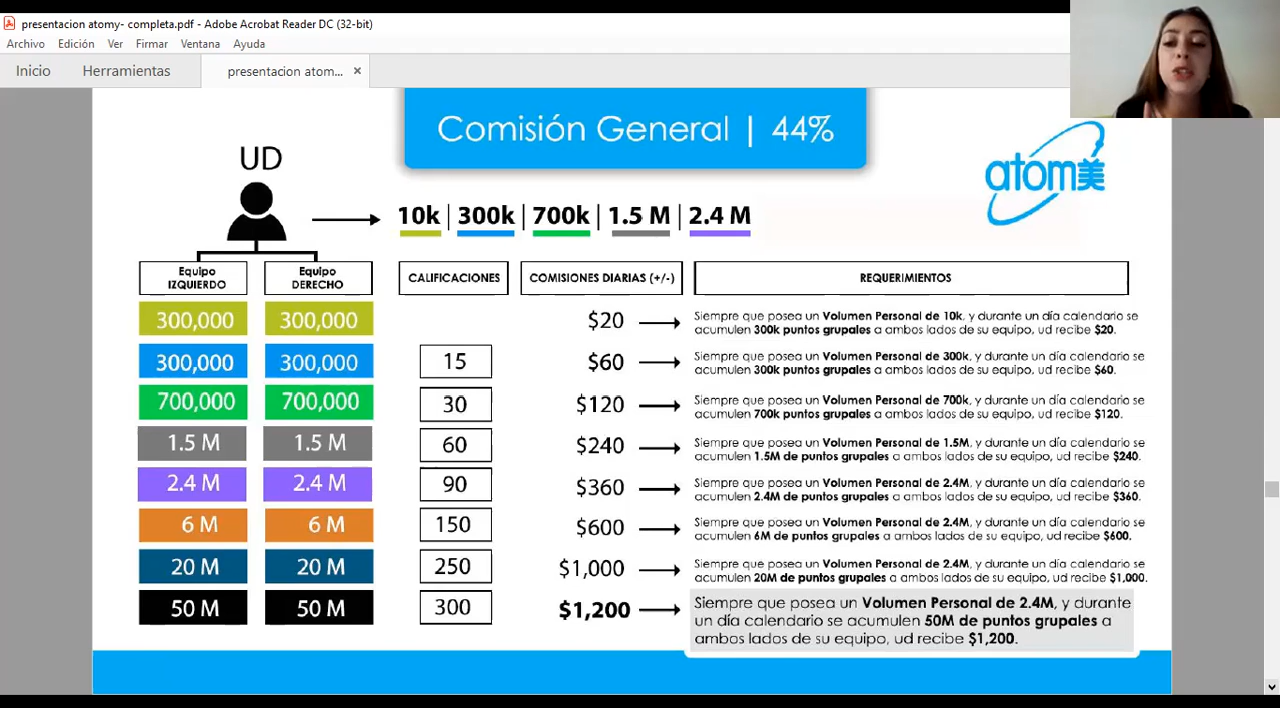 presentacion atomy- completa.pdf - Adobe Acrobat Reader DC (32-bit)
Archivo Edición Ver Firmar Ventana Ayuda
Inicio Herramientas presentacion atom... ×
Comisión General | 44%
UD
atom美
10k | 300k | 700k | 1.5 M | 2.4 M
Equipo
IZQUIERDO
Equipo
DERECHO
CALIFICACIONES
COMISIONES DIARIAS (+/-)
REQUERIMIENTOS
300,000 300,000 $20
Siempre que posea un Volumen Personal de 10k, y durante un día calendario se
acumulen 300k puntos grupales a ambos lados de su equipo, ud recibe $20.
300,000 300,000 15 $60
Siempre que posea un Volumen Personal de 300k, y durante un día calendario se
acumulen 300k puntos grupales a ambos lados de su equipo, ud recibe $60.
700,000 700,000 30 $120
Siempre que posea un Volumen Personal de 700k, y durante un día calendario se
acumulen 700k puntos grupales a ambos lados de su equipo, ud recibe $120.
1.5 M 1.5 M 60 $240
Siempre que posea un Volumen Personal de 1.5M, y durante un día calendario se
acumulen 1.5M de puntos grupales a ambos lados de su equipo, ud recibe $240.
2.4 M 2.4 M 90 $360
Siempre que posea un Volumen Personal de 2.4M, y durante un día calendario se
acumulen 2.4M de puntos grupales a ambos lados de su equipo, ud recibe $360.
6 M 6 M 150 $600
Siempre que posea un Volumen Personal de 2.4M, y durante un día calendario se
acumulen 6M de puntos grupales a ambos lados de su equipo, ud recibe $600.
20 M 20 M 250 $1,000
Siempre que posea un Volumen Personal de 2.4M, y durante un día calendario se
acumulen 20M de puntos grupales a ambos lados de su equipo, ud recibe $1,000.
50 M 50 M 300 $1,200
Siempre que posea un Volumen Personal de 2.4M, y durante
un día calendario se acumulen 50M de puntos grupales a
ambos lados de su equipo, ud recibe $1,200.